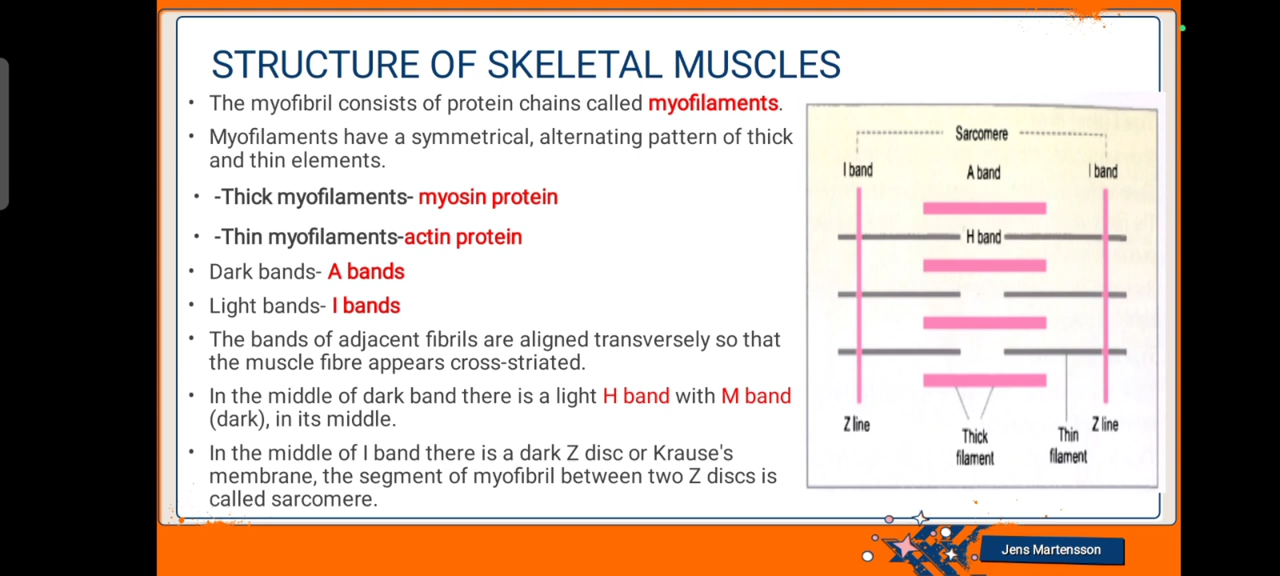 STRUCTURE OF SKELETAL MUSCLES
• The myofibril consists of protein chains called myofilaments.
• Myofilaments have a symmetrical, alternating pattern of thick
and thin elements.
• -Thick myofilaments- myosin protein
• -Thin myofilaments-actin protein
• Dark bands- A bands
• Light bands- I bands
• The bands of adjacent fibrils are aligned transversely so that
the muscle fibre appears cross-striated.
• In the middle of dark band there is a light H band with M band
(dark), in its middle.
• In the middle of I band there is a dark Z disc or Krause's
membrane, the segment of myofibril between two Z discs is
called sarcomere.
Sarcomere
I band
A band
I band
H band
Z line
Thick
filament
Thin
filament
Z line
Jens Martensson